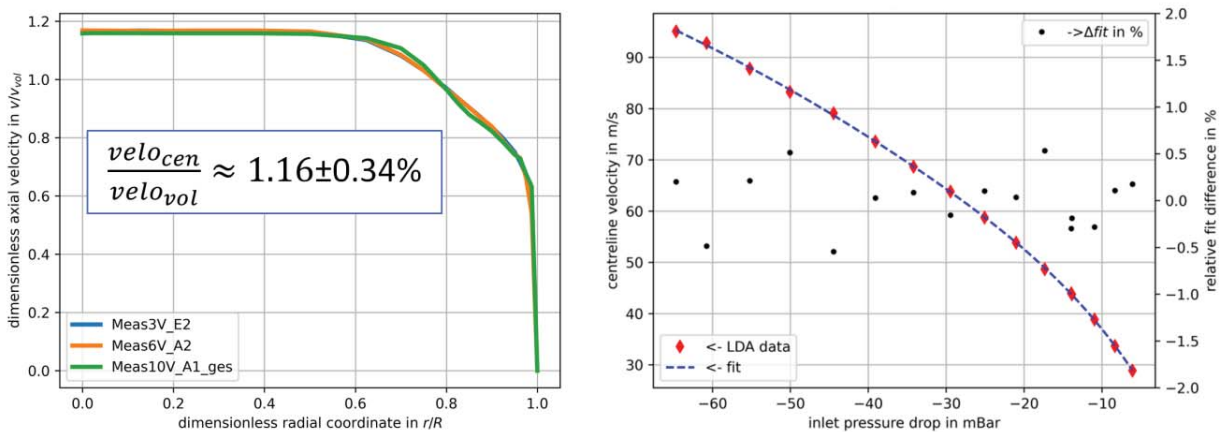 1.2
1.0
0.8
0.6
0.4
0.2
0.0
dimensionless axial velocity in v/v_vol
velo_cen
velo_vol
≈ 1.16±0.34%
Meas3V_E2
Meas6V_A2
Meas10V_A1_ges
0.0 0.2 0.4 0.6 0.8 1.0
dimensionless radial coordinate in r/R
90
80
70
60
50
40
30
centreline velocity in m/s
->Δfit in %
<- LDA data
<- fit
2.0
1.5
1.0
0.5
0.0
−0.5
−1.0
−1.5
−2.0
relative fit difference in %
−60 −50 −40 −30 −20 −10
inlet pressure drop in mBar